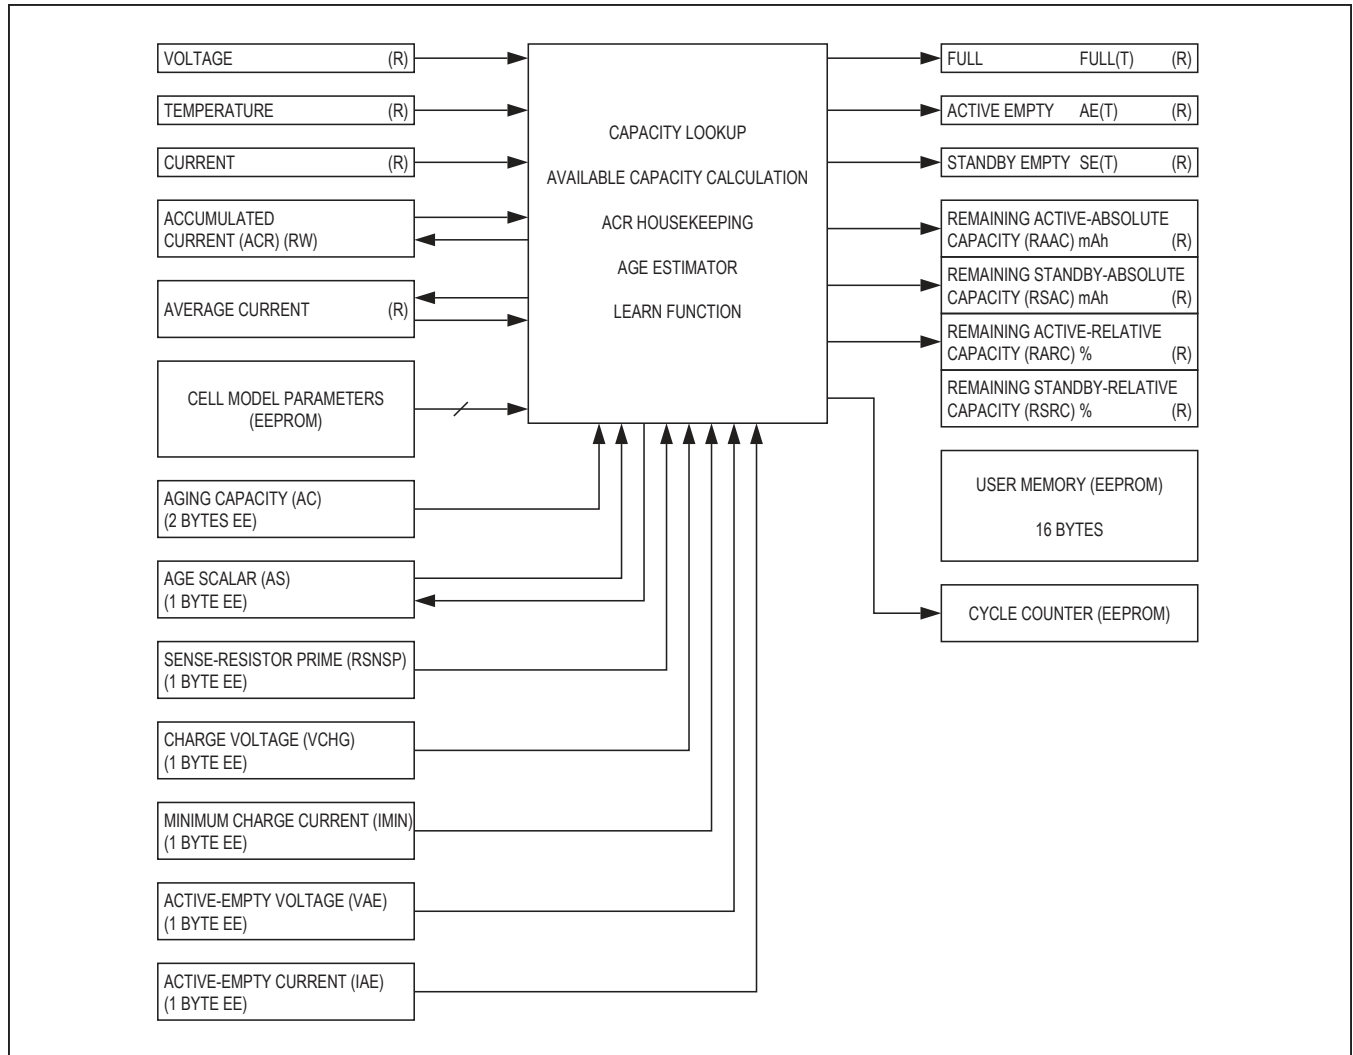 VOLTAGE (R)
TEMPERATURE (R)
CURRENT (R)
ACCUMULATED
CURRENT (ACR) (RW)
AVERAGE CURRENT (R)
CELL MODEL PARAMETERS
(EEPROM)
AGING CAPACITY (AC)
(2 BYTES EE)
AGE SCALAR (AS)
(1 BYTE EE)
SENSE-RESISTOR PRIME (RSNSP)
(1 BYTE EE)
CHARGE VOLTAGE (VCHG)
(1 BYTE EE)
MINIMUM CHARGE CURRENT (IMIN)
(1 BYTE EE)
ACTIVE-EMPTY VOLTAGE (VAE)
(1 BYTE EE)
ACTIVE-EMPTY CURRENT (IAE)
(1 BYTE EE)
CAPACITY LOOKUP
AVAILABLE CAPACITY CALCULATION
ACR HOUSEKEEPING
AGE ESTIMATOR
LEARN FUNCTION
FULL FULL(T) (R)
ACTIVE EMPTY AE(T) (R)
STANDBY EMPTY SE(T) (R)
REMAINING ACTIVE-ABSOLUTE
CAPACITY (RAAC) mAh (R)
REMAINING STANDBY-ABSOLUTE
CAPACITY (RSAC) mAh (R)
REMAINING ACTIVE-RELATIVE
CAPACITY (RARC) % (R)
REMAINING STANDBY-RELATIVE
CAPACITY (RSRC) % (R)
USER MEMORY (EEPROM)
16 BYTES
CYCLE COUNTER (EEPROM)